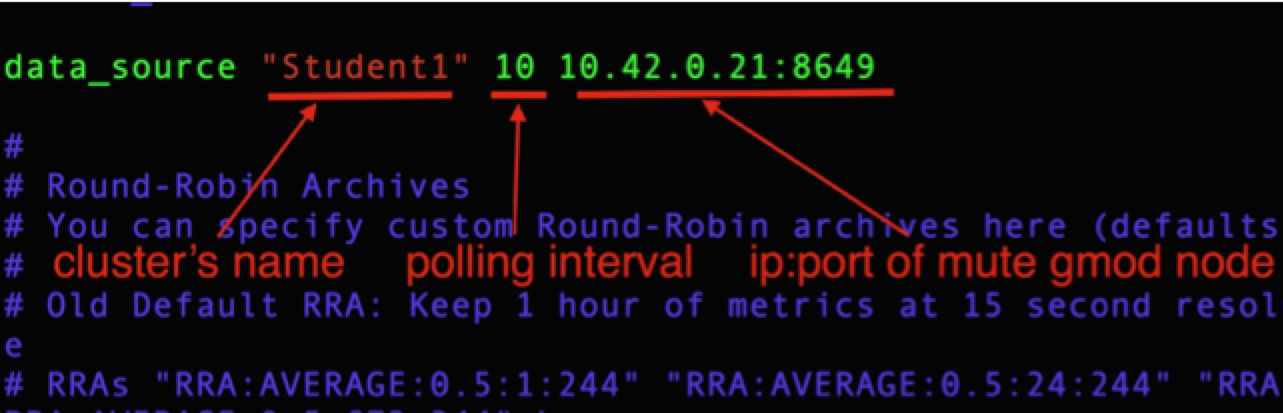 data_source "Student1" 10 10.42.0.21:8649
#
# Round-Robin Archives
# You can specify custom Round-Robin archives here (defaults
# cluster's name polling interval ip:port of mute gmod node
# Old Default RRA: Keep 1 hour of metrics at 15 second resol
e
# RRAs "RRA:AVERAGE:0.5:1:244" "RRA:AVERAGE:0.5:24:244" "RRA